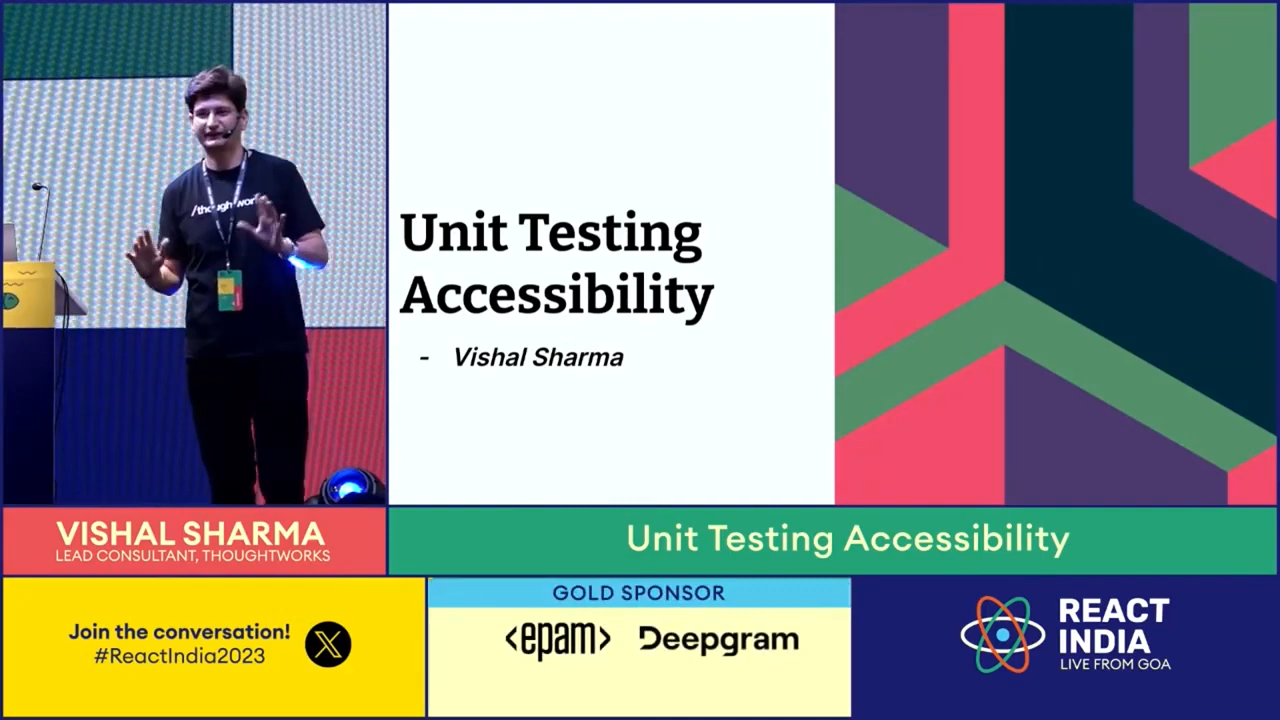 /thoughtworks
Unit Testing
Accessibility
- Vishal Sharma
VISHAL SHARMA
LEAD CONSULTANT, THOUGHTWORKS
Unit Testing Accessibility
Join the conversation!
#ReactIndia2023
X
GOLD SPONSOR
<epam>
Deepgram
REACT
INDIA
LIVE FROM GOA